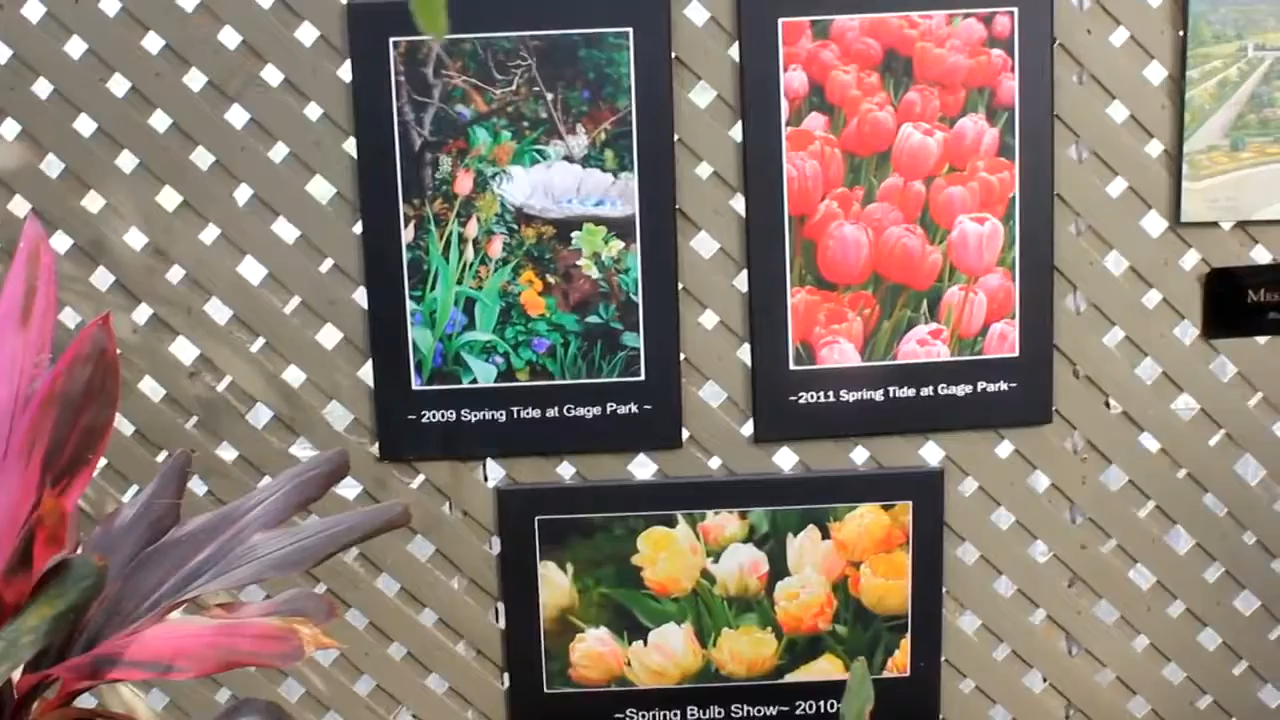 ~ 2009 Spring Tide at Gage Park ~
~2011 Spring Tide at Gage Park~
~Spring Bulb Show~ 2010~